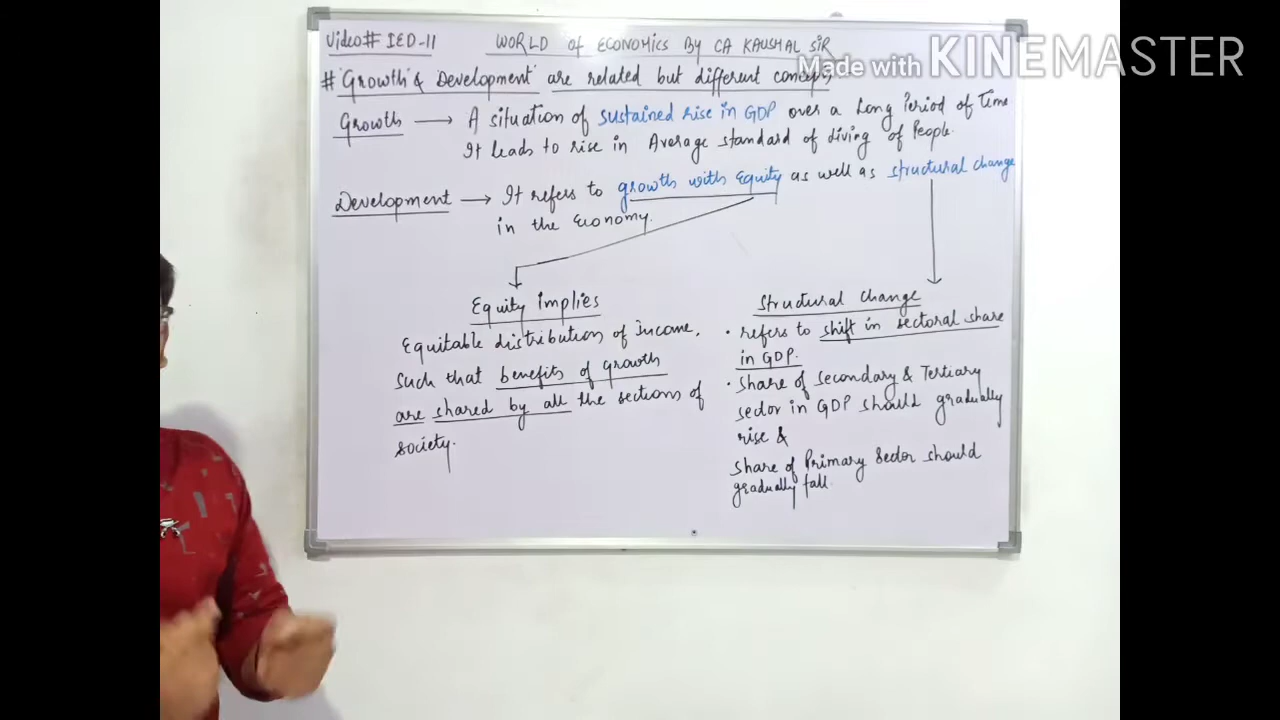 Video# IED-11 WORLD of ECONOMICS By CA KAUSHAL SIR
Made with KINEMASTER
# 'Growth' & 'Development' are related but different concepts
Growth → A situation of sustained rise in GDP over a Long Period of Time.
It leads to rise in Average standard of living of People.
Development → It refers to growth with Equity as well as structural change
in the Economy.
Equity implies
Equitable distribution of Income,
such that benefits of growth
are shared by all the sections of
society.
Structural change
• refers to shift in sectoral share
in GDP.
• share of secondary & Tertiary
sector in GDP should gradually
rise &
share of Primary sector should
gradually fall.